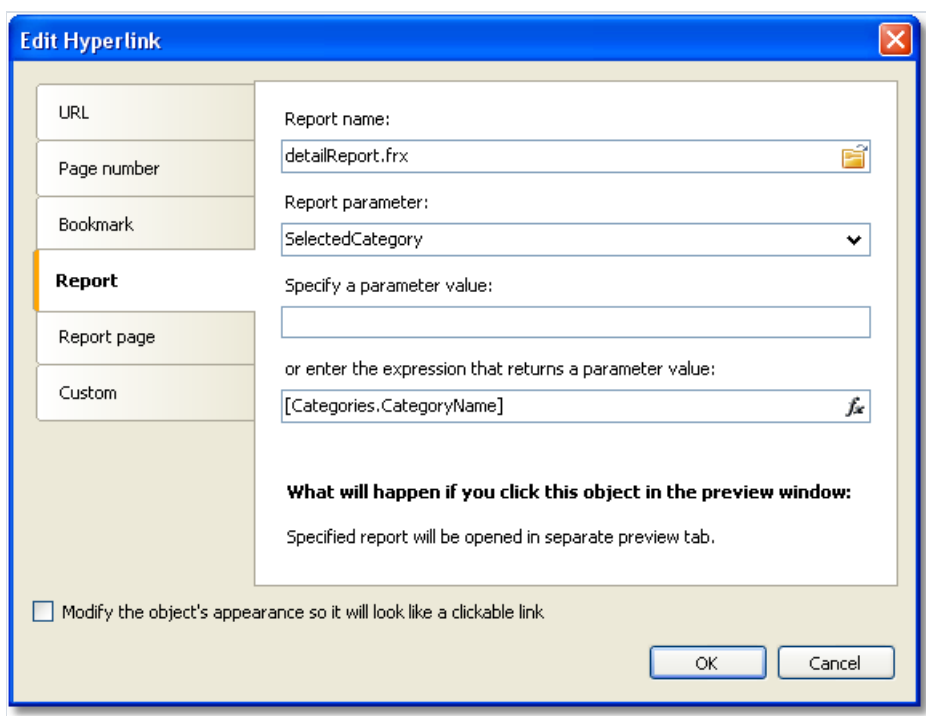 Edit Hyperlink
URL
Page number
Bookmark
Report
Report page
Custom
Report name:
detailReport.frx
Report parameter:
SelectedCategory
Specify a parameter value:
or enter the expression that returns a parameter value:
[Categories.CategoryName]
fx
What will happen if you click this object in the preview window:
Specified report will be opened in separate preview tab.
Modify the object's appearance so it will look like a clickable link
OK
Cancel